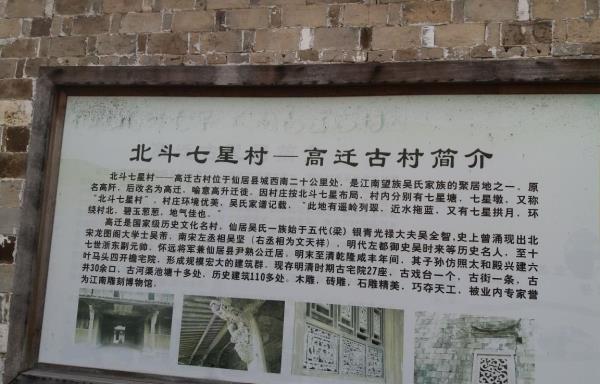 北斗七星村—高迁古村简介
北斗七星村——高迁古村位于仙居县城西南二十公里处，是江南望族吴氏家族的聚居地之一，原
名高阡，后改名为高迁，喻意高升迁徙。因村庄按北斗七星布局，村内分别有七星塘，七星墩，又称
"北斗七星村"。村庄环境优美，吴氏家谱记载，"此地有遥岭列翠，近水拖蓝，又有七星拱月，环
绕村北，碧玉葱葱，地气佳也。"
高迁是国家级历史文化名村，仙居吴氏一族始于五代(梁)银青光禄大夫吴全智,史上曾涌现出北
宋龙图阁大学士吴芾，南宋左丞相吴坚（右丞相为文天祥），明代左都御史吴时来等历史名人，至十
七世浙东副元帅，怀远将军兼仙居县尹熟公迁居。明末至清乾隆咸丰年间，其子孙仿照太和殿兴建六
叶马头四开檐宅院，形成规模宏大的建筑群。现存明清时期古宅院27座，古戏台一个，古街一条，古
井30余口，古河渠池塘十多处，历史建筑110多处。木雕，砖雕，石雕精美，巧夺天工，被业内专家誉
为江南雕刻博物馆。